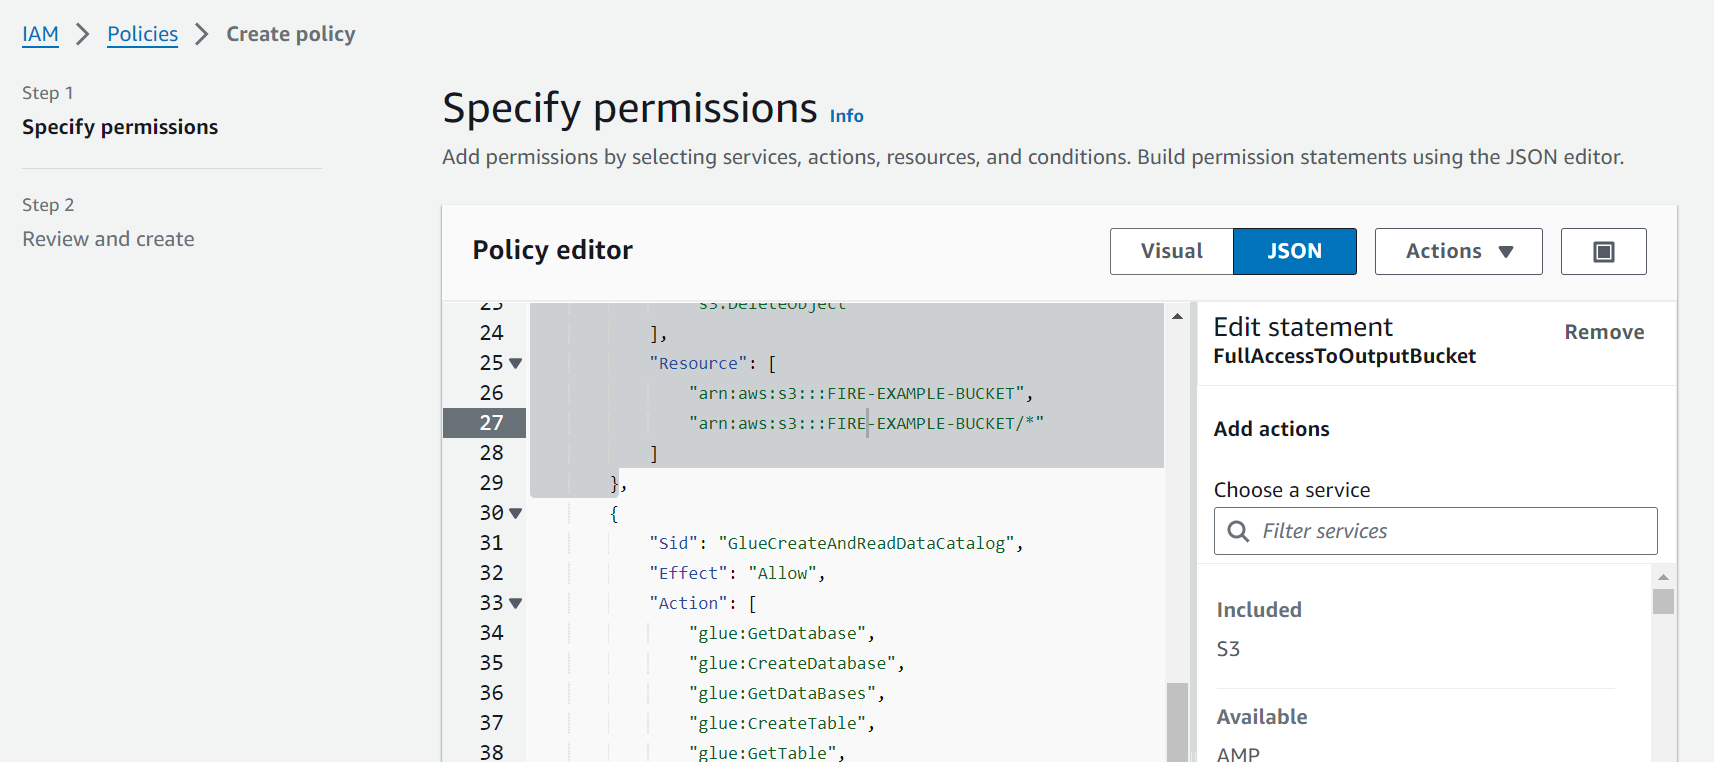 IAM > Policies > Create policy
Step 1
Specify permissions
Step 2
Review and create
Specify permissions Info
Add permissions by selecting services, actions, resources, and conditions. Build permission statements using the JSON editor.
Policy editor
Visual JSON Actions
23 s3:DeleteObject
24 ],
25 "Resource": [
26 "arn:aws:s3:::FIRE-EXAMPLE-BUCKET",
27 "arn:aws:s3:::FIRE-EXAMPLE-BUCKET/*"
28 ]
29 },
30 {
31 "Sid": "GlueCreateAndReadDataCatalog",
32 "Effect": "Allow",
33 "Action": [
34 "glue:GetDatabase",
35 "glue:CreateDatabase",
36 "glue:GetDataBases",
37 "glue:CreateTable",
38 "glue:GetTable",
Edit statement Remove
FullAccessToOutputBucket
Add actions
Choose a service
Filter services
Included
S3
Available
AMP